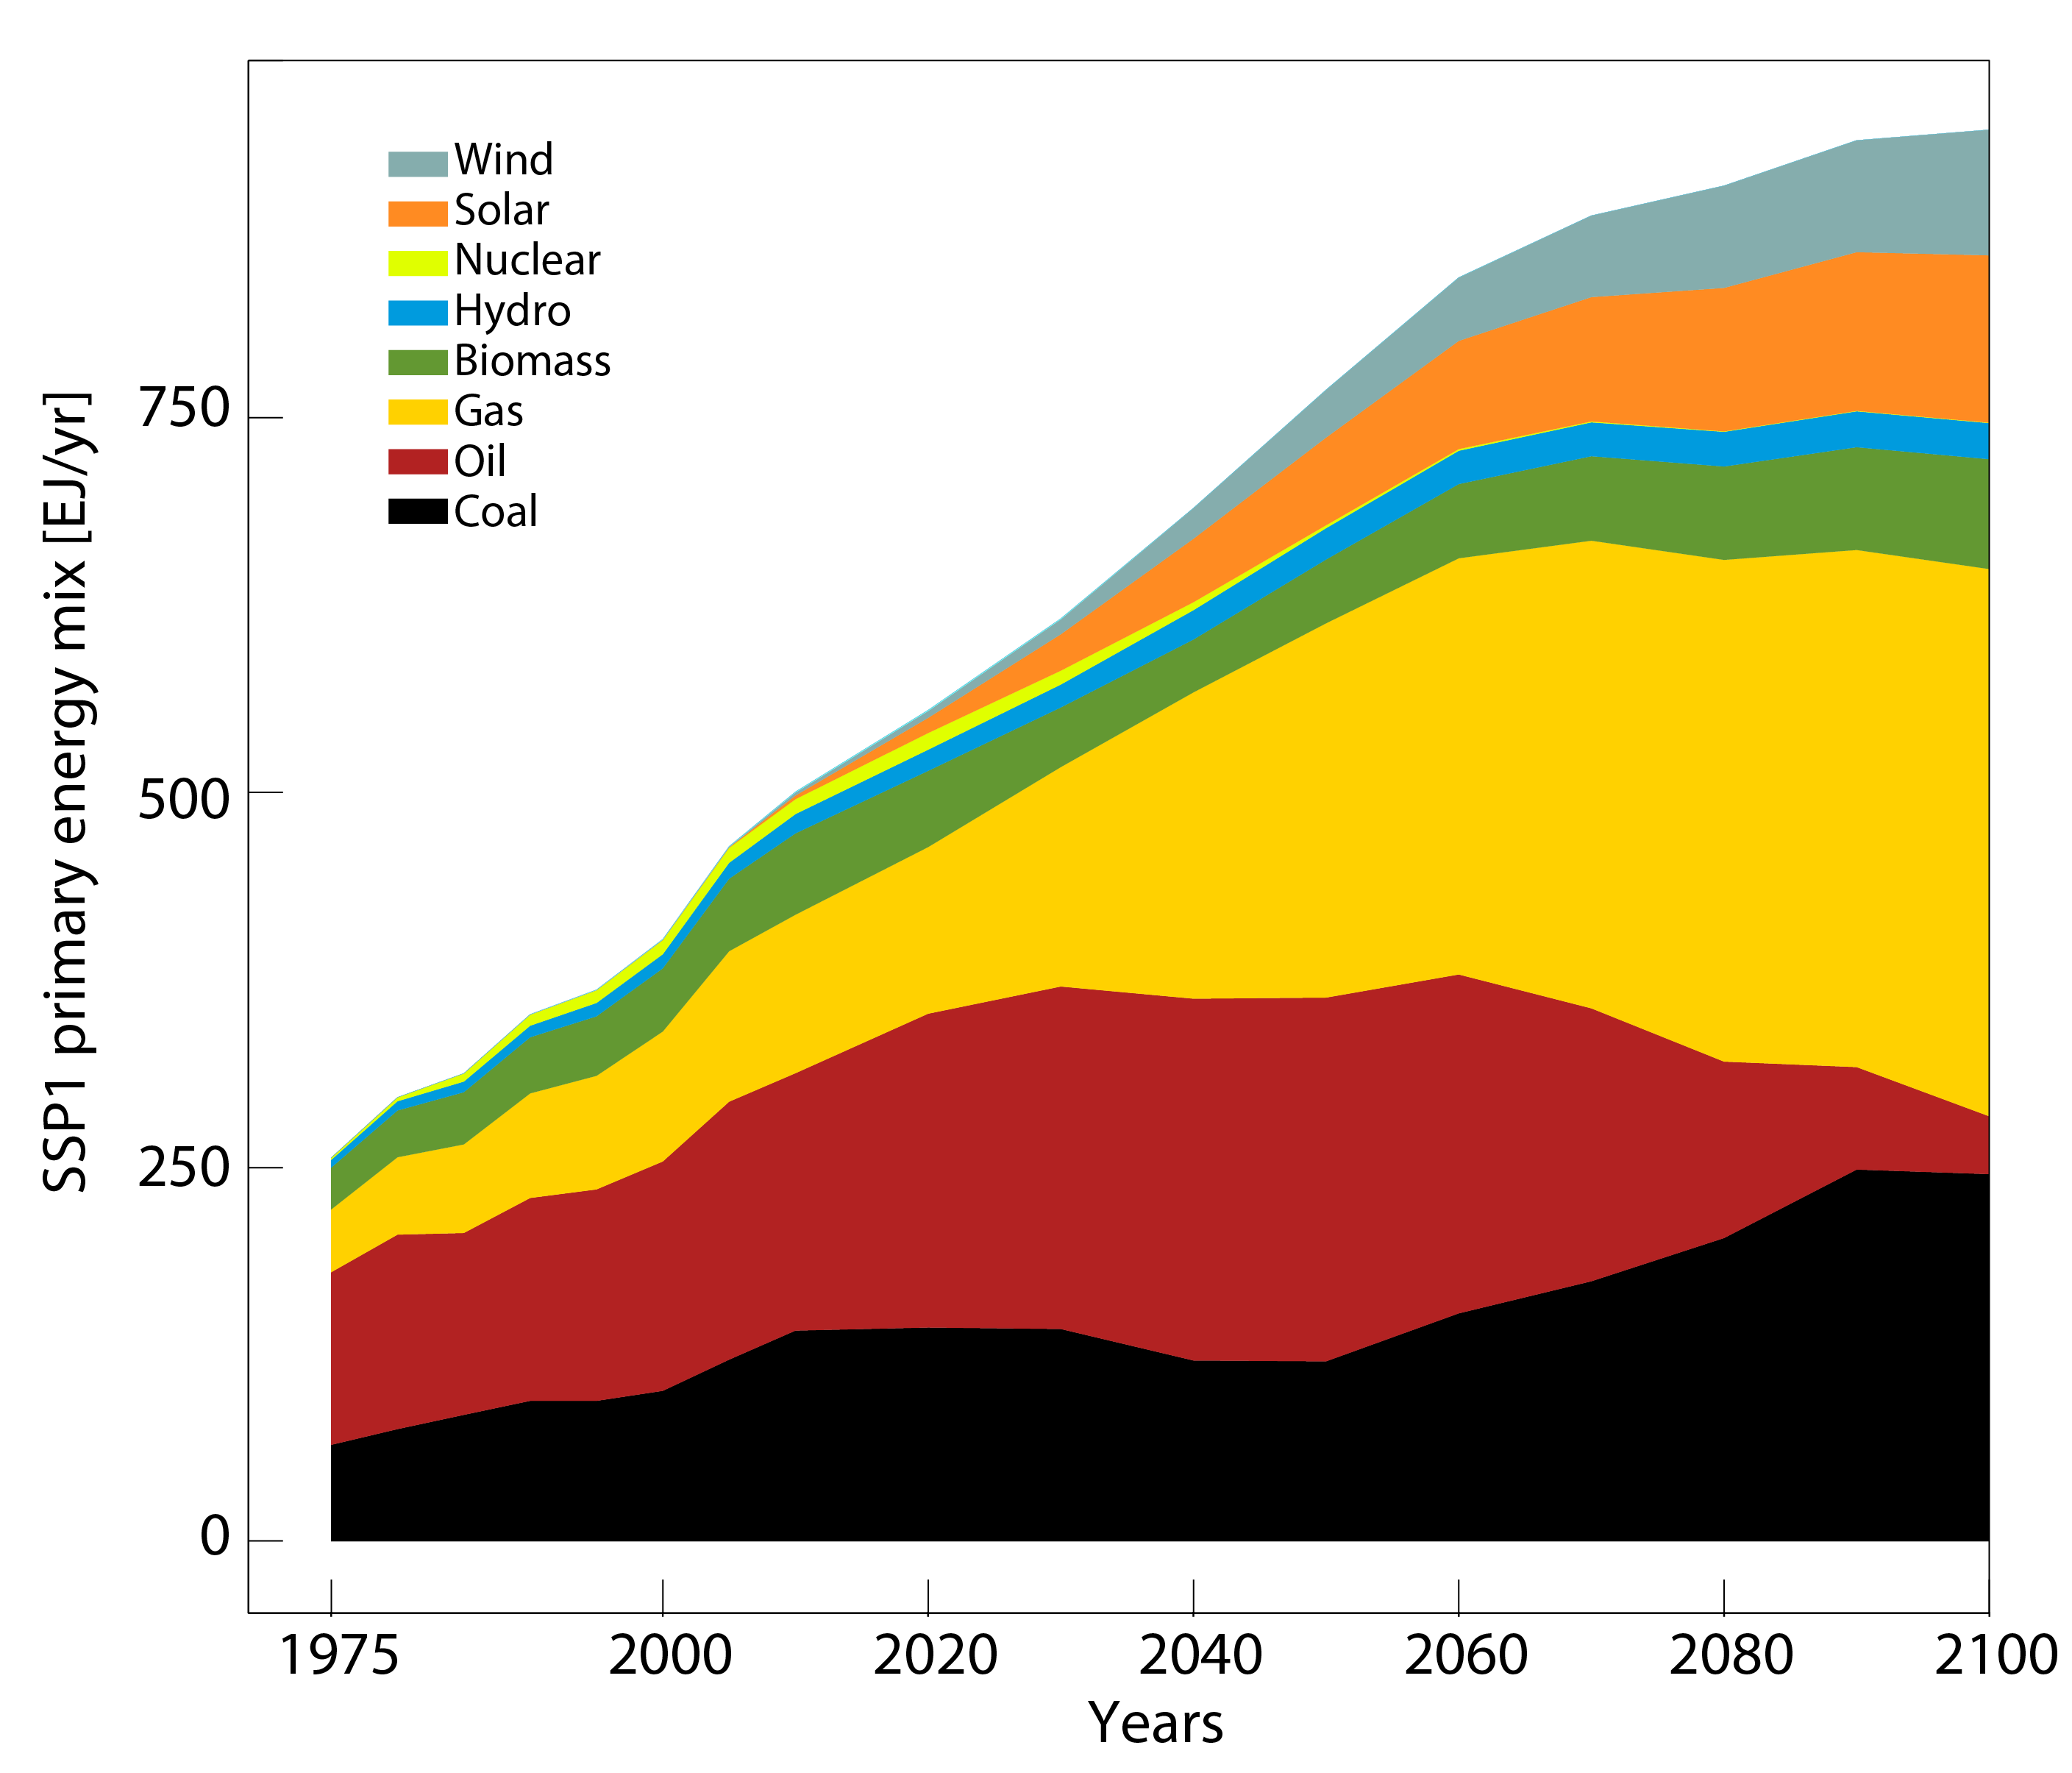 SSP1 primary energy mix [EJ/yr]
Wind
Solar
Nuclear
Hydro
Biomass
Gas
Oil
Coal
750
500
250
0
1975 2000 2020 2040 2060 2080 2100
Years